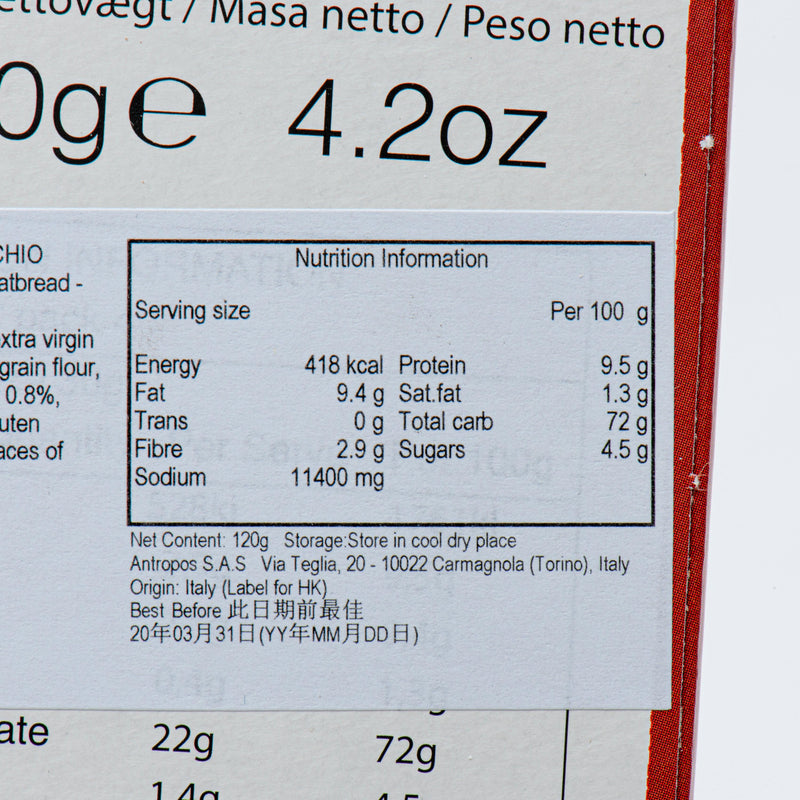 / Masa netto / Peso netto
0g℮ 4.2oz
CHIO
atbread -
xtra virgin
grain flour,
0.8%,
uten
aces of
Nutrition Information
Serving size Per 100 g
Energy 418 kcal Protein 9.5 g
Fat 9.4 g Sat.fat 1.3 g
Trans 0 g Total carb 72 g
Fibre 2.9 g Sugars 4.5 g
Sodium 11400 mg
Net Content: 120g Storage:Store in cool dry place
Antropos S.A.S Via Teglia, 20 - 10022 Carmagnola (Torino), Italy
Origin: Italy (Label for HK)
Best Before 此日期前最佳
20年03月31日(YY年MM月DD日)
ate 22g 72g
1.4g